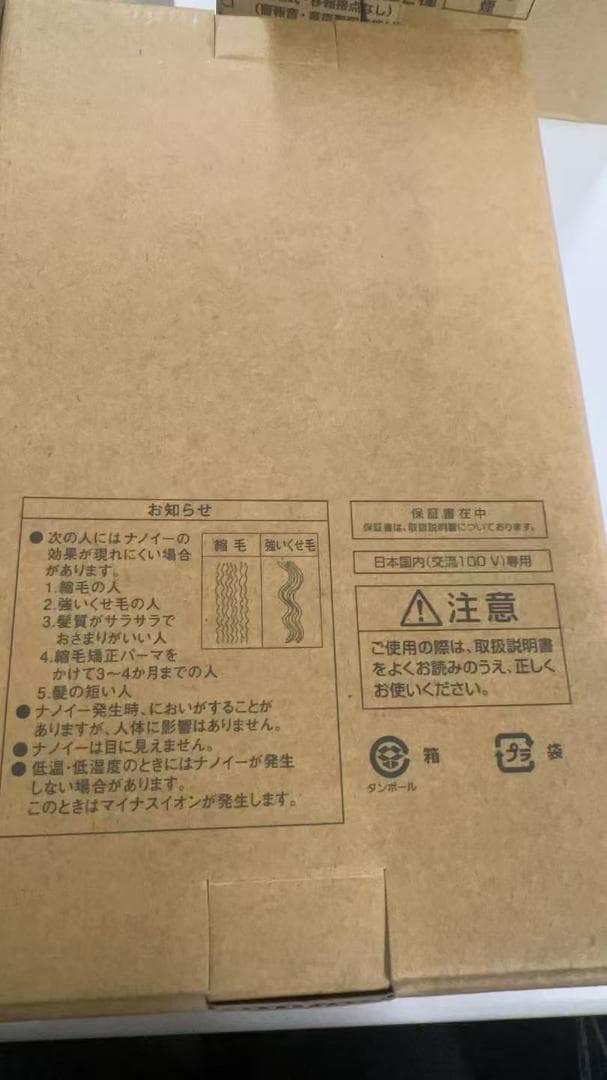 移報接点なし)
煙
お知らせ
●次の人にはナノイーの
効果が現れにくい場合
があります。
1.縮毛の人
2.強いくせ毛の人
3.髪質がサラサラで
おさまりがいい人
4.縮毛矯正パーマを
かけて3〜4か月までの人
5.髪の短い人
縮毛
強いくせ毛
●ナノイー発生時、においがすることが
ありますが、人体に影響はありません。
●ナノイーは目に見えません。
●低温・低湿度のときにはナノイーが発生
しない場合があります。
このときはマイナスイオンが発生します。
保証書在中
保証書は、取扱説明書についております。
日本国内(交流100 V)専用
注意
ご使用の際は、取扱説明書
をよくお読みのうえ、正しく
お使いください。
箱
ダンボール
プラ
袋